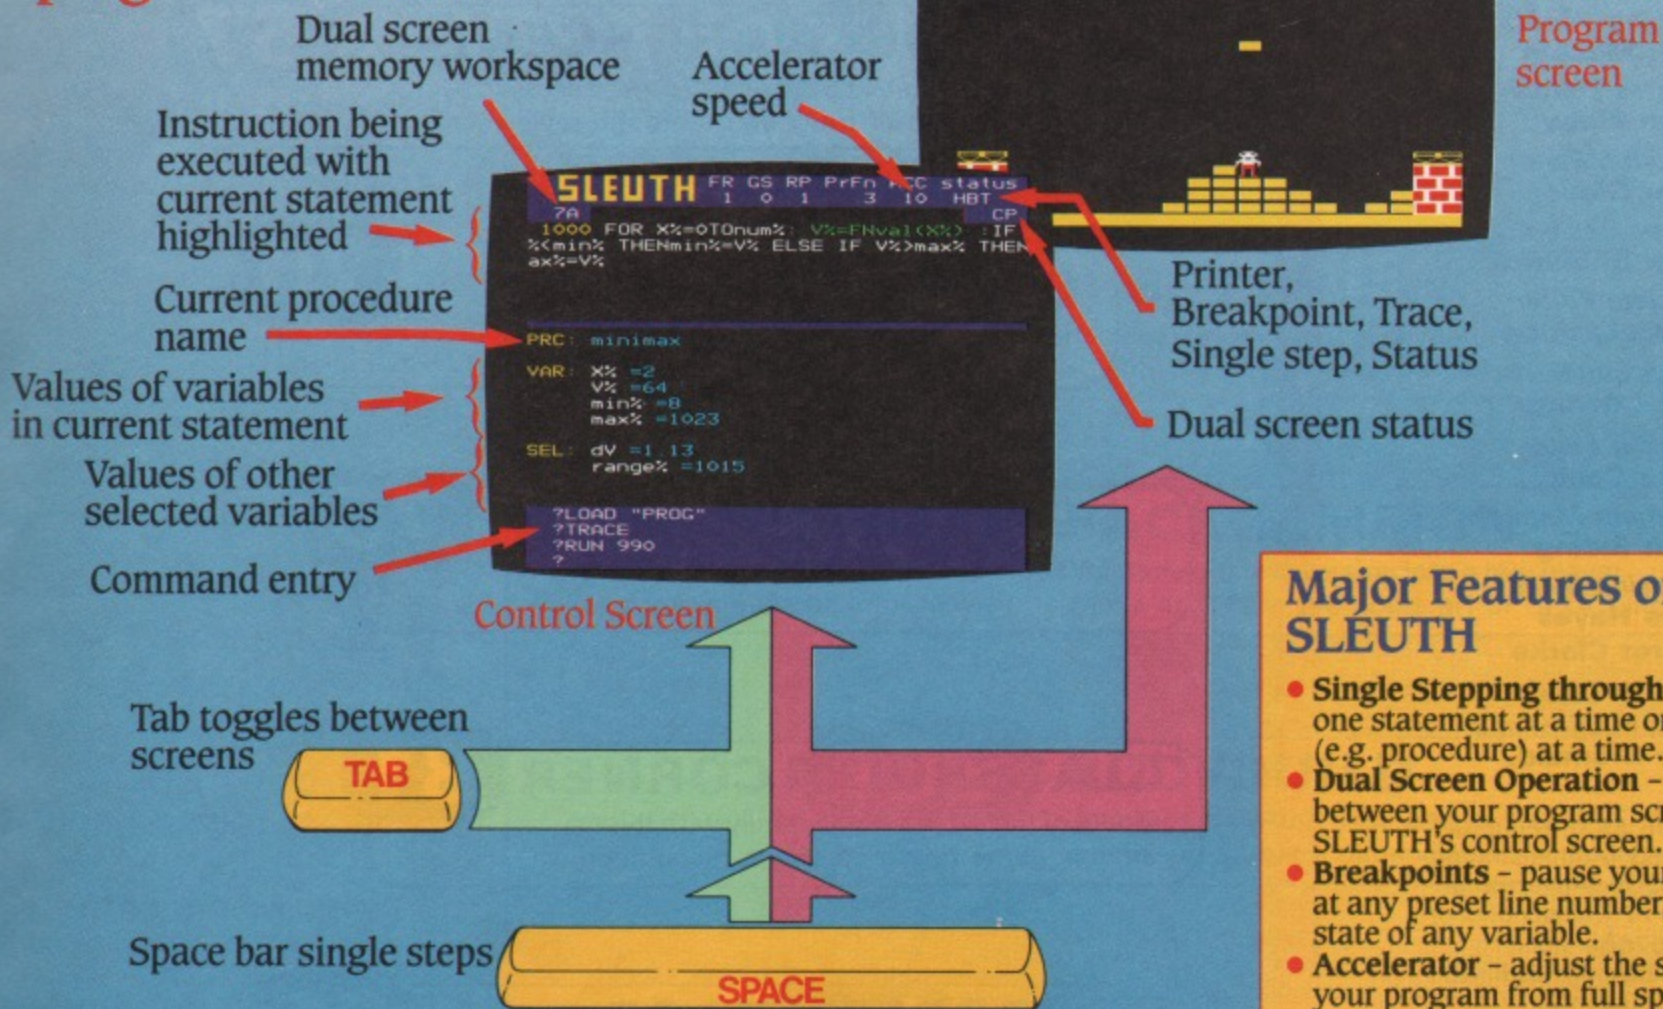 Dual screen
memory workspace
Accelerator
speed
Program
screen
Instruction being
executed with
current statement
highlighted
SLEUTH FR GS RP PrFn ACC status
1 0 1 3 10 HBT
7A CP
1000 FOR X%=0TOnum%: V%=FNval(X%) :IF
%<min% THENmin%=V% ELSE IF V%>max% THEN
ax%=V%
Current procedure
name
PRC: minimax
Values of variables
in current statement
VAR: X% =2
V% =64
min% =8
max% =1023
Values of other
selected variables
SEL: dV =1.13
range% =1015
Command entry
?LOAD "PROG"
?TRACE
?RUN 990
?
Printer,
Breakpoint, Trace,
Single step, Status
Dual screen status
Control Screen
Tab toggles between
screens
TAB
Space bar single steps
SPACE
Major Features o
SLEUTH
• Single Stepping through
one statement at a time or
(e.g. procedure) at a time.
• Dual Screen Operation –
between your program scr
SLEUTH's control screen.
• Breakpoints – pause your
at any preset line number
state of any variable.
• Accelerator – adjust the s
your program from full sp